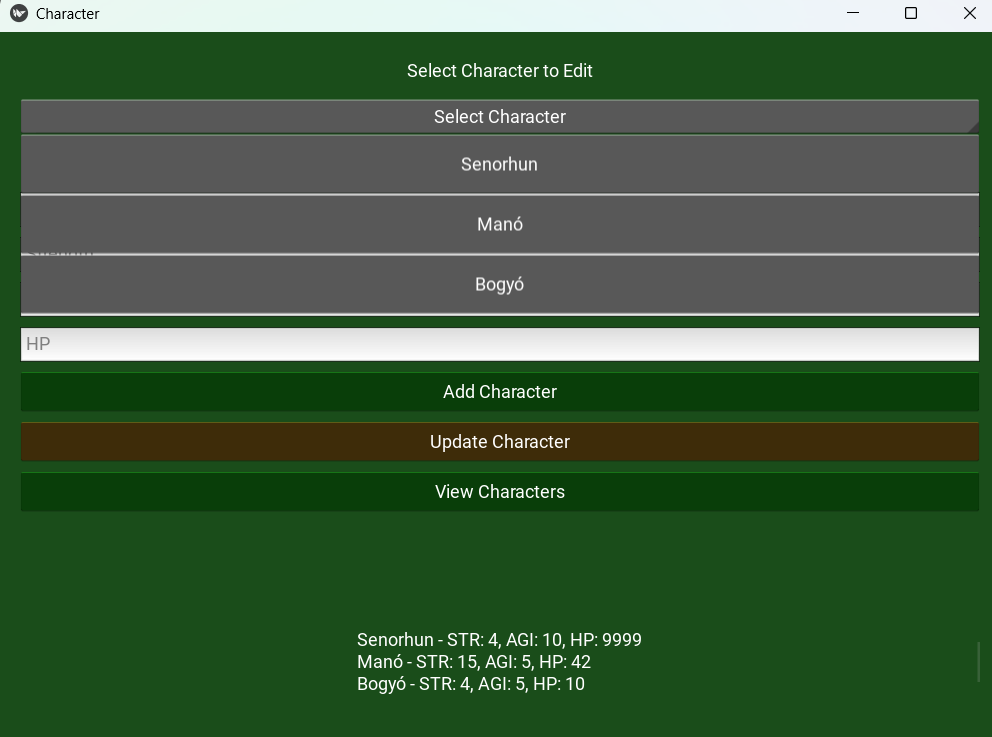 Character
Select Character to Edit
Select Character
Senorhun
Manó
Bogyó
HP
Add Character
Update Character
View Characters
Senorhun - STR: 4, AGI: 10, HP: 9999
Manó - STR: 15, AGI: 5, HP: 42
Bogyó - STR: 4, AGI: 5, HP: 10